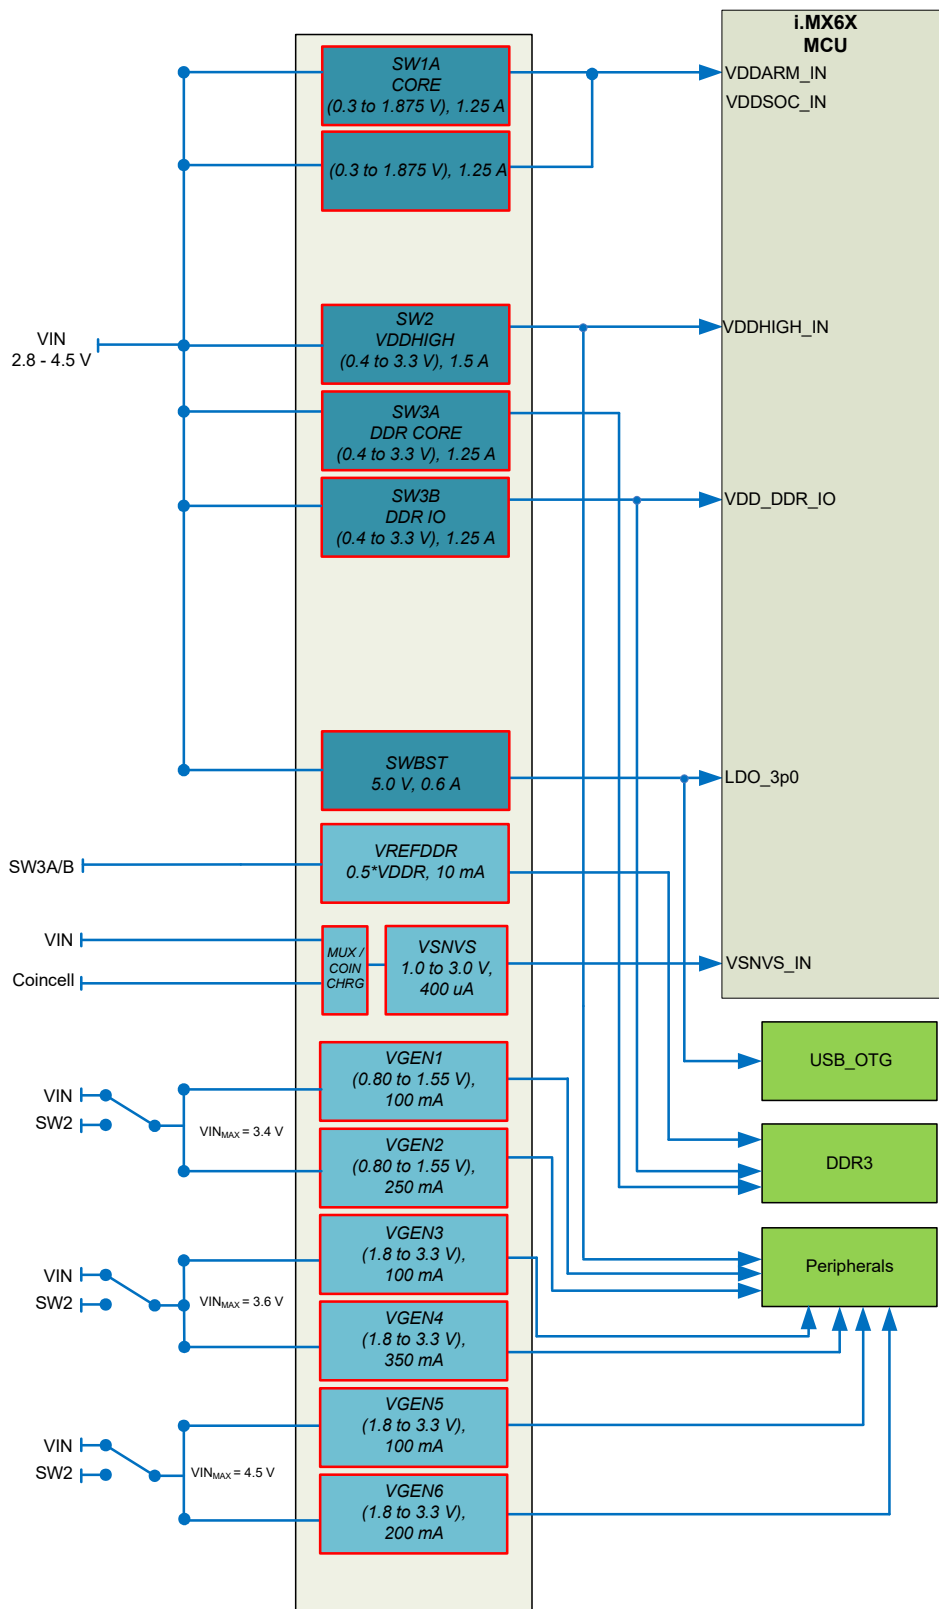 i.MX6X
MCU
SW1A
CORE
(0.3 to 1.875 V), 1.25 A
VDDARM_IN
VDDSOC_IN
(0.3 to 1.875 V), 1.25 A
VIN
2.8 - 4.5 V
SW2
VDDHIGH
(0.4 to 3.3 V), 1.5 A
VDDHIGH_IN
SW3A
DDR CORE
(0.4 to 3.3 V), 1.25 A
SW3B
DDR IO
(0.4 to 3.3 V), 1.25 A
VDD_DDR_IO
SWBST
5.0 V, 0.6 A
LDO_3p0
SW3A/B
VREFDDR
0.5*VDDR, 10 mA
VIN
Coincell
MUX /
COIN
CHRG
VSNVS
1.0 to 3.0 V,
400 uA
VSNVS_IN
USB_OTG
VIN
SW2
VINMAX = 3.4 V
VGEN1
(0.80 to 1.55 V),
100 mA
VGEN2
(0.80 to 1.55 V),
250 mA
DDR3
VIN
SW2
VINMAX = 3.6 V
VGEN3
(1.8 to 3.3 V),
100 mA
VGEN4
(1.8 to 3.3 V),
350 mA
Peripherals
VIN
SW2
VINMAX = 4.5 V
VGEN5
(1.8 to 3.3 V),
100 mA
VGEN6
(1.8 to 3.3 V),
200 mA